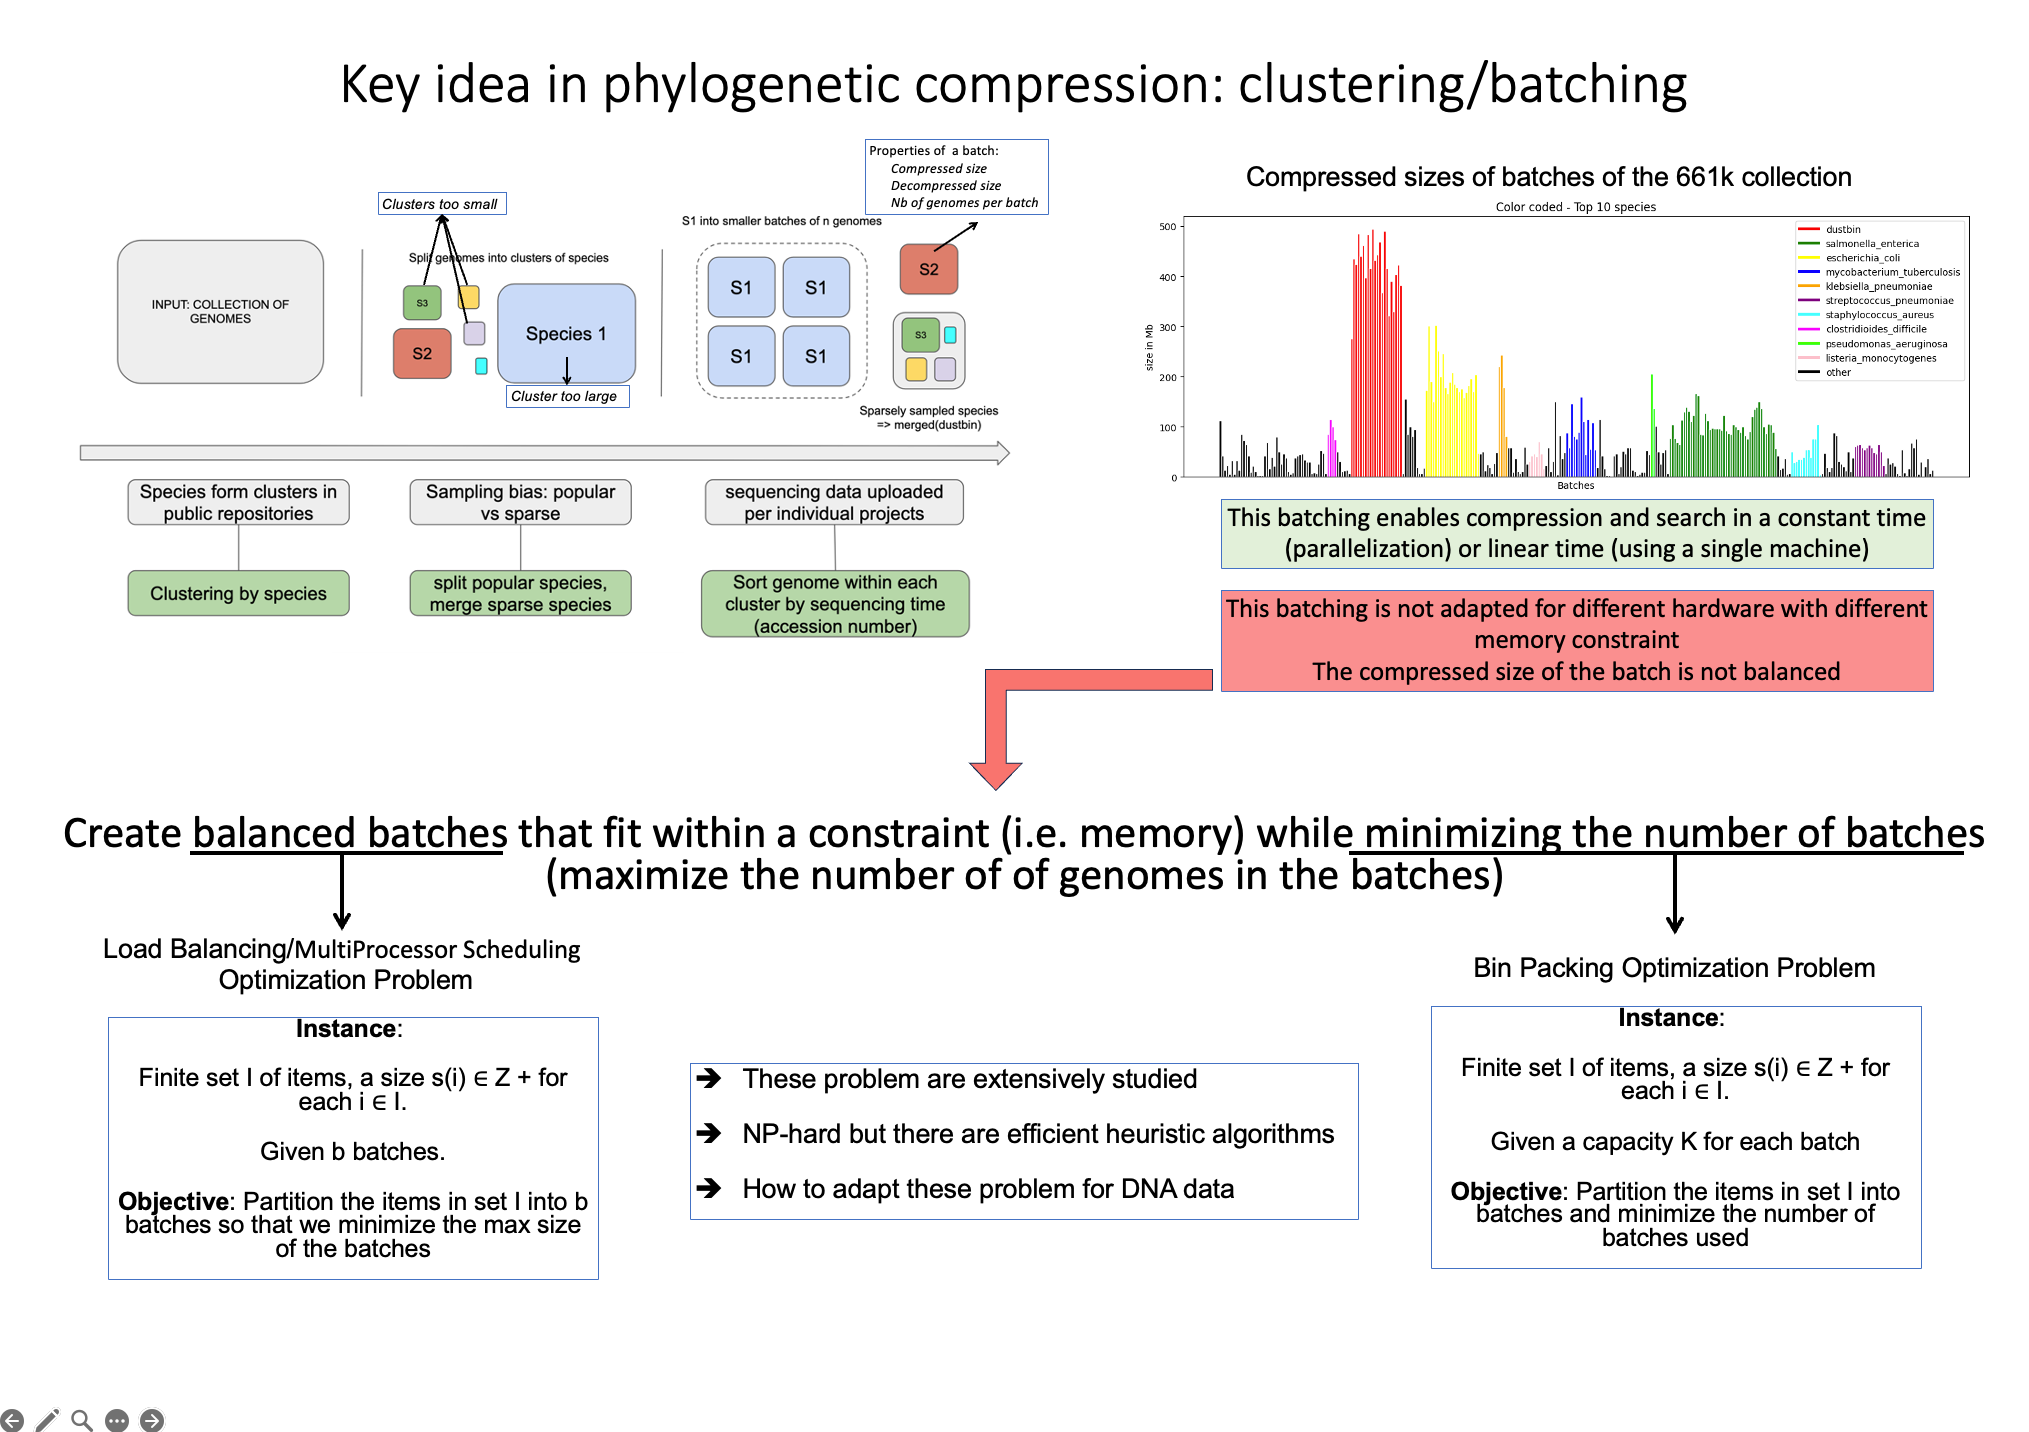 Key idea in phylogenetic compression: clustering/batching
Properties of  a batch:
Compressed size
Decompressed size
Nb of genomes per batch
Clusters too small
S1 into smaller batches of n genomes
Split genomes into clusters of species
INPUT: COLLECTION OF
GENOMES
S3
S2
Species 1
Cluster too large
S1
S1
S1
S1
S2
S3
Sparsely sampled species
=> merged(dustbin)
Species form clusters in
public repositories
Clustering by species
Sampling bias: popular
vs sparse
split popular species,
merge sparse species
sequencing data uploaded
per individual projects
Sort genome within each
cluster by sequencing time
(accession number)
Compressed sizes of batches of the 661k collection
Color coded - Top 10 species
size in Mb
500
400
300
200
100
0
Batches
dustbin
salmonella_enterica
escherichia_coli
mycobacterium_tuberculosis
klebsiella_pneumoniae
streptococcus_pneumoniae
staphylococcus_aureus
clostridioides_difficile
pseudomonas_aeruginosa
listeria_monocytogenes
other
This batching enables compression and search in a constant time
(parallelization) or linear time (using a single machine)
This batching is not adapted for different hardware with different
memory constraint
The compressed size of the batch is not balanced
Create balanced batches that fit within a constraint (i.e. memory) while minimizing the number of batches
(maximize the number of of genomes in the batches)
Load Balancing/MultiProcessor Scheduling
Optimization Problem
Instance:
Finite set I of items, a size s(i) ∈ Z + for
each i ∈ I.
Given b batches.
Objective: Partition the items in set I into b
batches so that we minimize the max size
of the batches
➔ These problem are extensively studied
➔ NP-hard but there are efficient heuristic algorithms
➔ How to adapt these problem for DNA data
Bin Packing Optimization Problem
Instance:
Finite set I of items, a size s(i) ∈ Z + for
each i ∈ I.
Given a capacity K for each batch
Objective: Partition the items in set I into
batches and minimize the number of
batches used